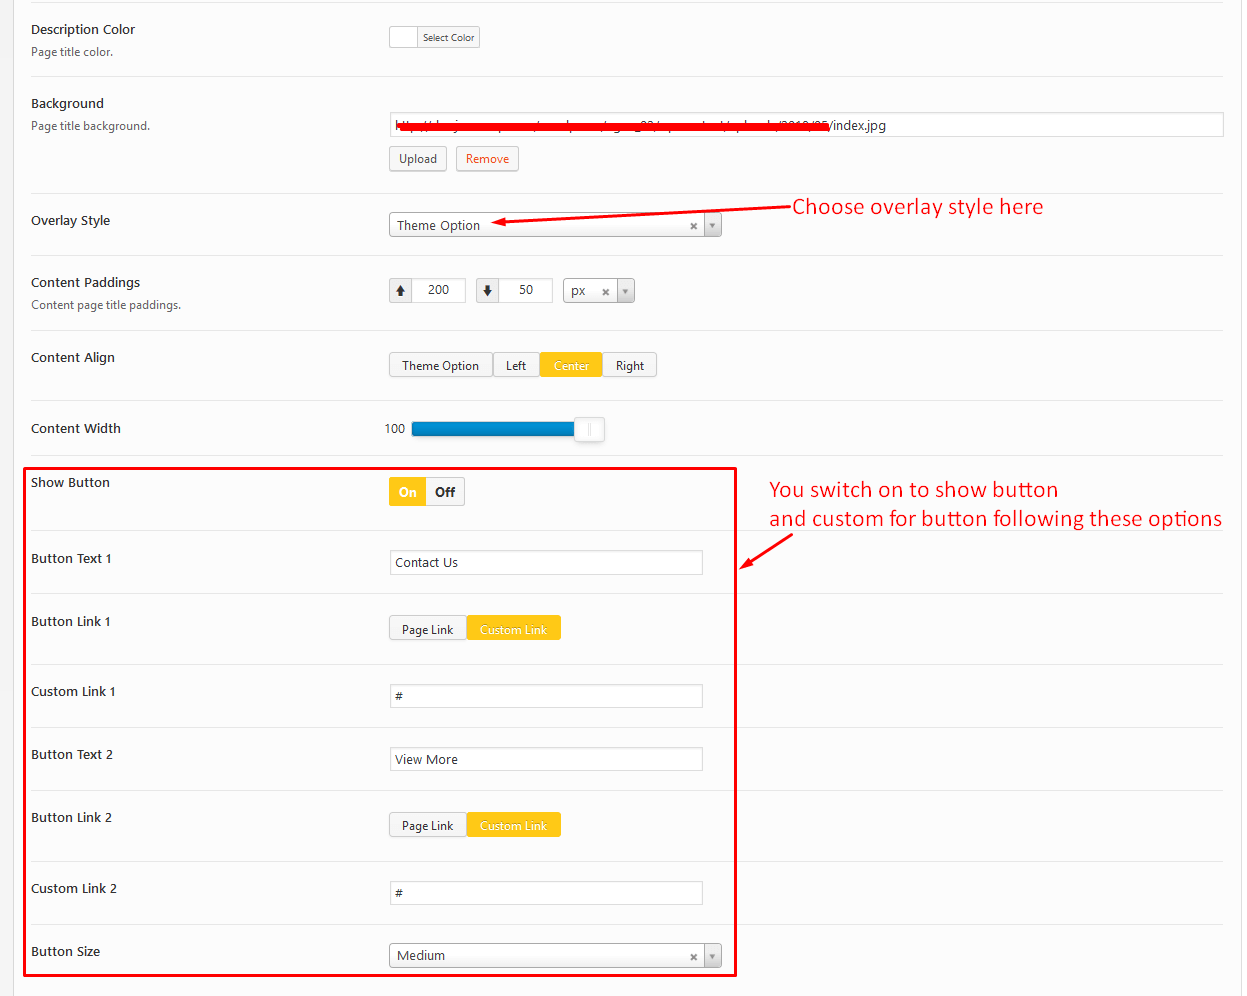 Description Color
Select Color
Page title color.
Background
Page title background.
/index.jpg
Upload
Remove
Choose overlay style here
Overlay Style
Theme Option
Content Paddings
200
50
px
Content page title paddings.
Content Align
Theme Option
Left
Center
Right
Content Width
100
Show Button
On
Off
You switch on to show button
and custom for button following these options
Button Text 1
Contact Us
Button Link 1
Page Link
Custom Link
Custom Link 1
#
Button Text 2
View More
Button Link 2
Page Link
Custom Link
Custom Link 2
#
Button Size
Medium